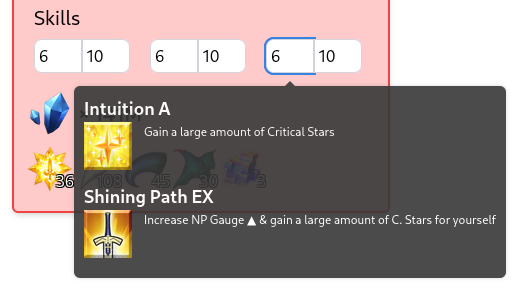 Skills
6 10 6 10 6 10
Intuition A
Gain a large amount of Critical Stars
36 108 45 30 3
Shining Path EX
Increase NP Gauge ▲ & gain a large amount of C. Stars for yourself